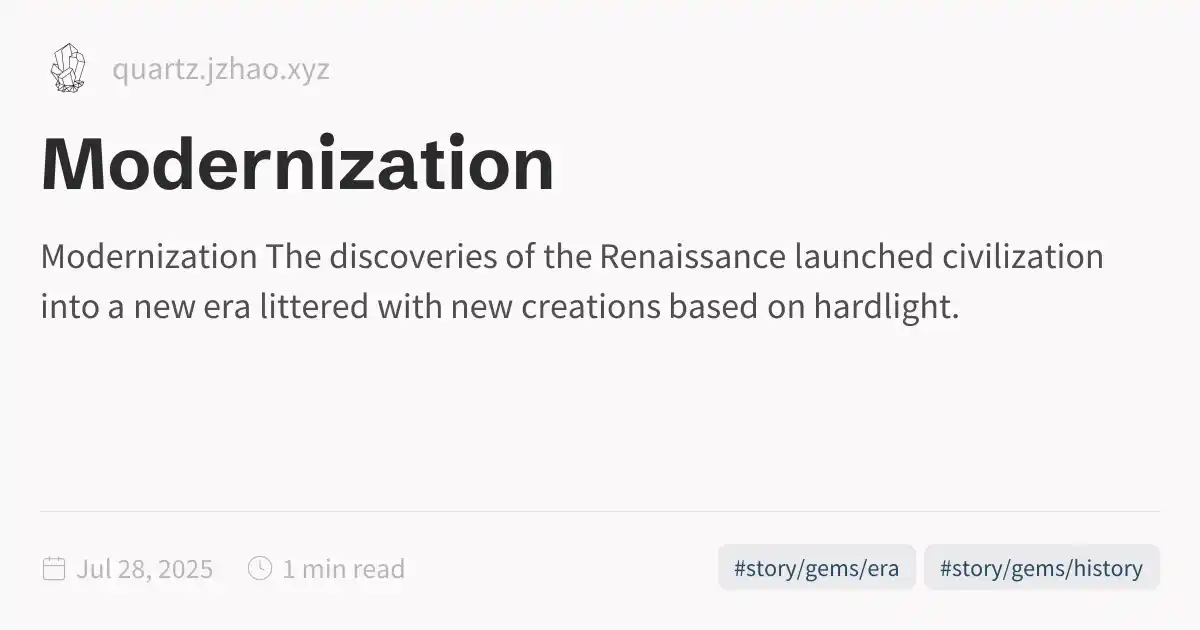 quartz.jzhao.xyz
Modernization
Modernization The discoveries of the Renaissance launched civilization
into a new era littered with new creations based on hardlight.
Jul 28, 2025 1 min read #story/gems/era #story/gems/history